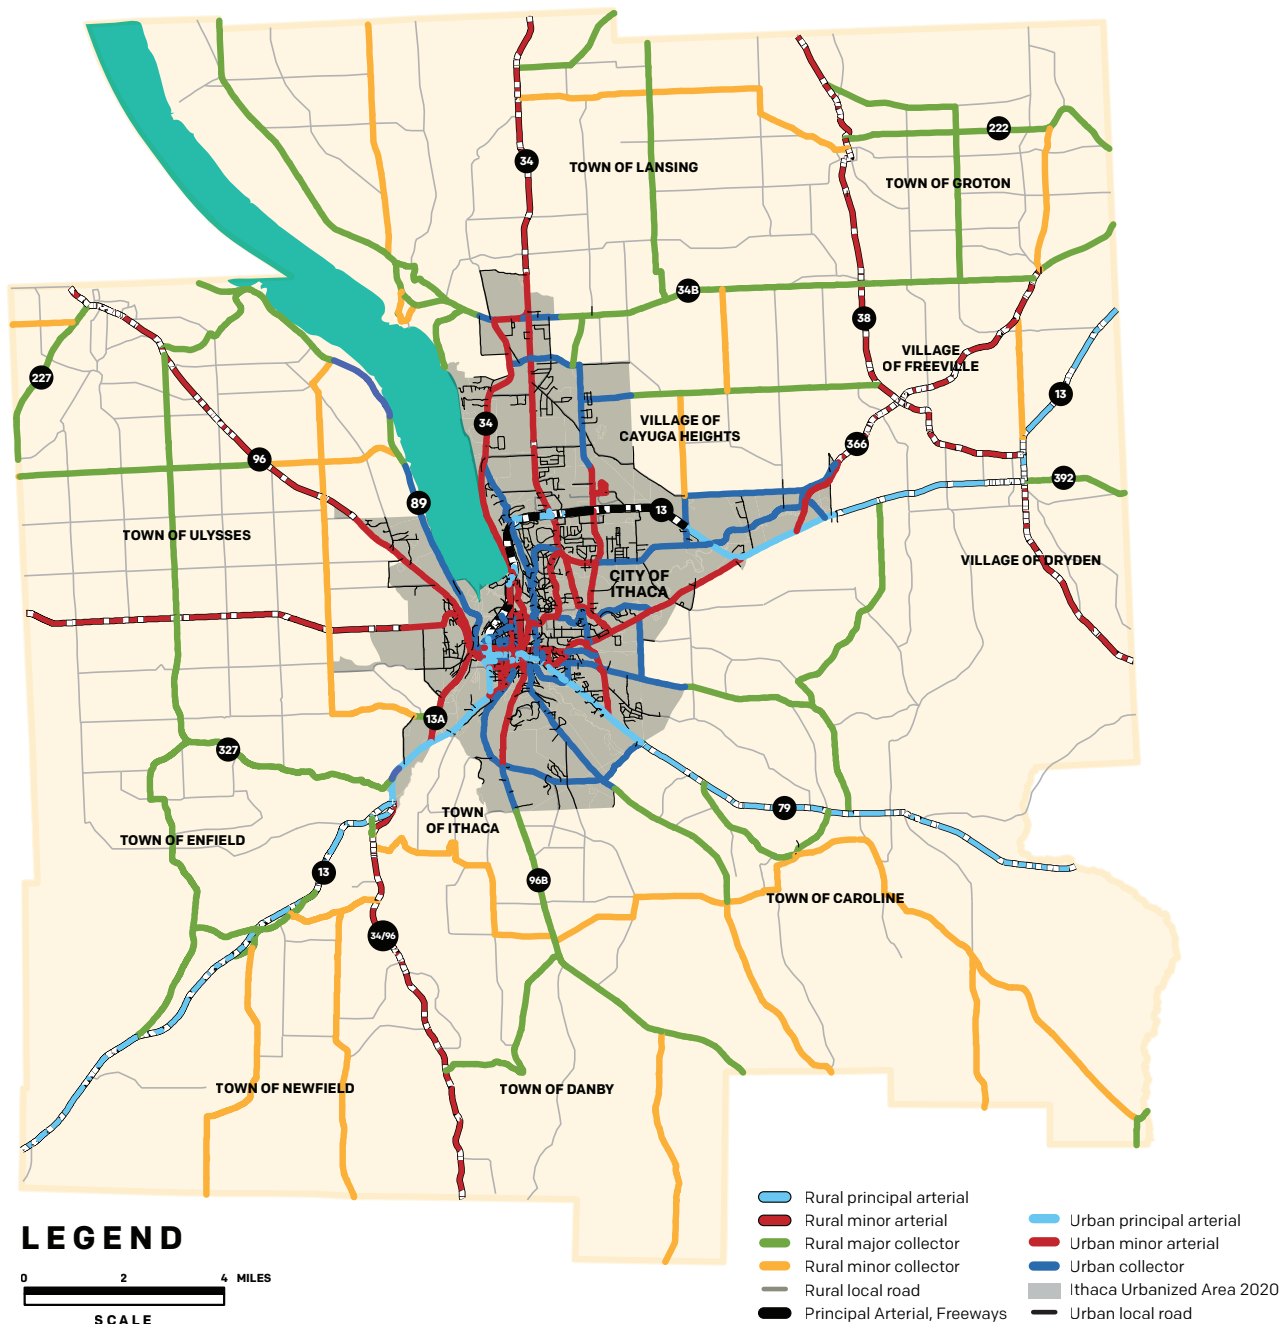 222
34
TOWN OF LANSING
TOWN OF GROTON
34B
38
VILLAGE
OF FREEVILLE
227
13
34
VILLAGE OF
CAYUGA HEIGHTS
366
96
392
89
13
TOWN OF ULYSSES
VILLAGE OF DRYDEN
CITY OF
ITHACA
13A
327
79
TOWN
OF ITHACA
TOWN OF ENFIELD
13
96B
TOWN OF CAROLINE
34/96
TOWN OF NEWFIELD
TOWN OF DANBY
LEGEND
0 2 4 MILES
SCALE
Rural principal arterial
Rural minor arterial
Rural major collector
Rural minor collector
Rural local road
Principal Arterial, Freeways
Urban principal arterial
Urban minor arterial
Urban collector
Ithaca Urbanized Area 2020
Urban local road